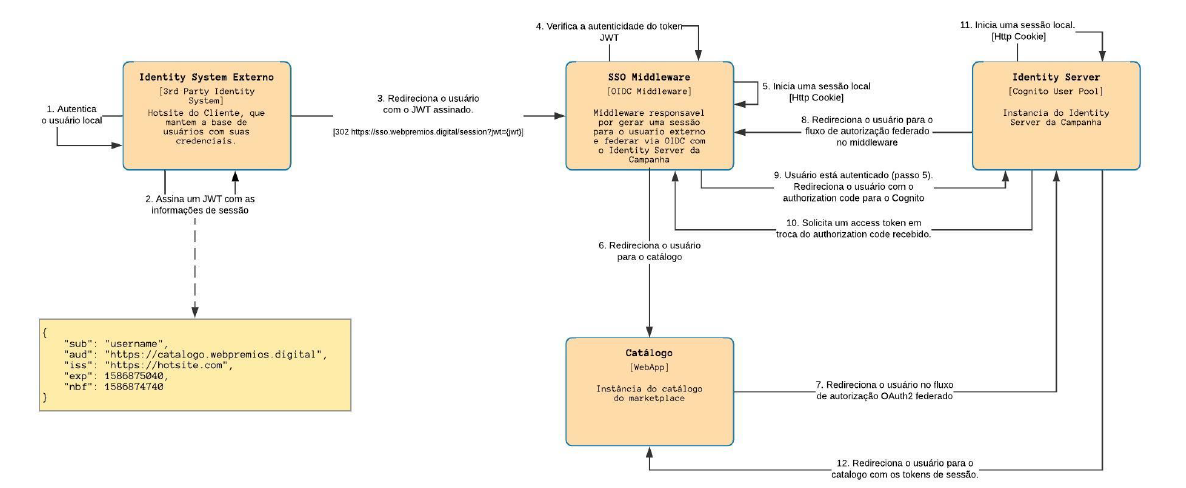 4. Verifica a autenticidade do token
JWT
11. Inicia uma sessão local.
[Http Cookie]
Identity System Externo
[3rd Party Identity
System]
Hotsite do Cliente, que
mantem a base de
usuários com suas
credenciais.
1. Autentica
o usuário local
2. Assina um JWT com as
informações de sessão
3. Redireciona o usuário
com o JWT assinado.
[302 https://sso.webpremios.digital/session?jwt={jwt}]
SSO Middleware
[OIDC Middleware]
Middleware responsavel
por gerar uma sessão
para o usuario externo
e federar via OIDC com
o Identity Server da
Campanha
5. Inicia uma sessão local
[Http Cookie]
8. Redireciona o usuário para o
fluxo de autorização federado
no middleware
Identity Server
[Cognito User Pool]
Instancia do Identity
Server da Campanha
9. Usuário está autenticado (passo 5).
Redireciona o usuário com o
authorization code para o Cognito
10. Solicita um access token em
troca do authorization code recebido.
6. Redireciona o usuário
para o catálogo
{
"sub": "username",
"aud": "https://catalogo.webpremios.digital",
"iss": "https://hotsite.com",
"exp": 1586875040,
"nbf": 1586874740
}
Catálogo
[WebApp]
Instância do catálogo
do marketplace
7. Redireciona o usuário no fluxo
de autorização OAuth2 federado
12. Redireciona o usuário para o
catalogo com os tokens de sessão.